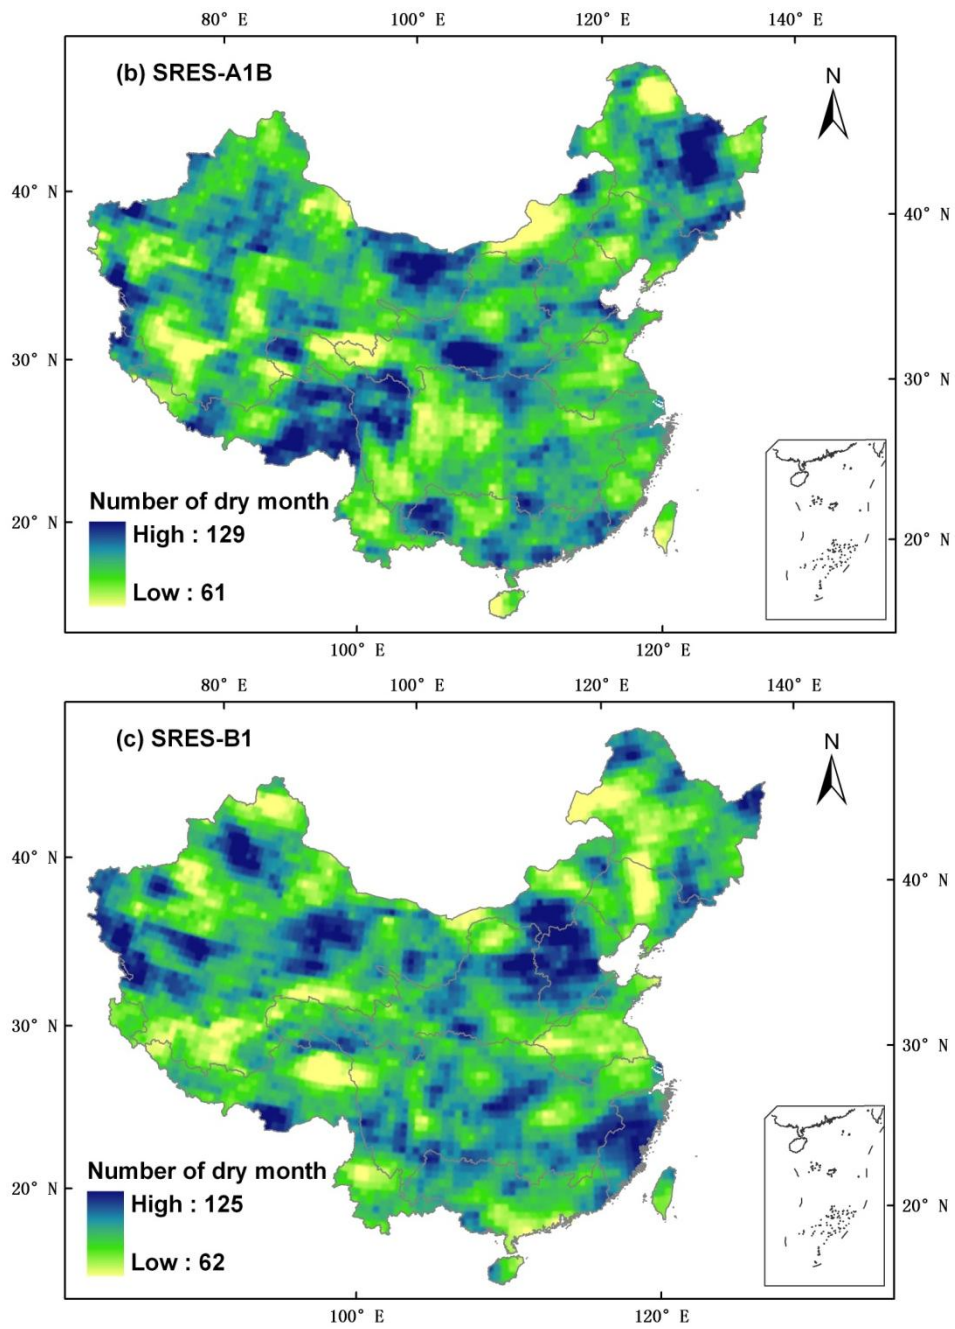 80° E 100° E 120° E 140° E
(b) SRES-A1B
N
40° N 40° N
30° N 30° N
Number of dry month
High : 129
20° N 20° N
Low : 61
100° E 120° E
80° E 100° E 120° E 140° E
(c) SRES-B1
N
40° N 40° N
30° N 30° N
Number of dry month
High : 125
20° N 20° N
Low : 62
100° E 120° E